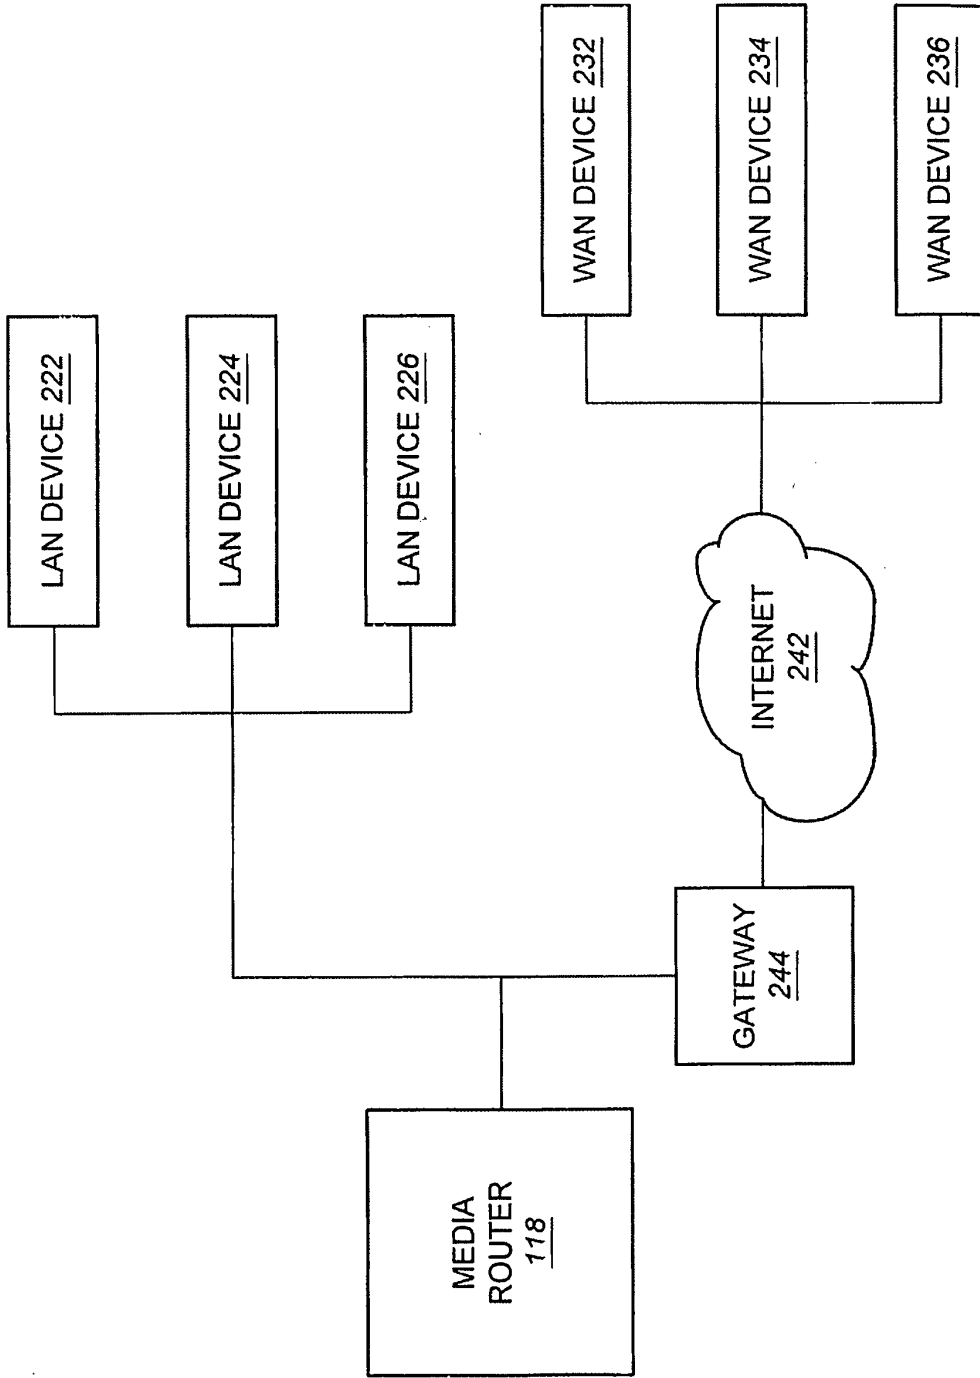 LAN DEVICE 222
LAN DEVICE 224
LAN DEVICE 226
MEDIA
ROUTER
118
GATEWAY
244
INTERNET
242
WAN DEVICE 232
WAN DEVICE 234
WAN DEVICE 236